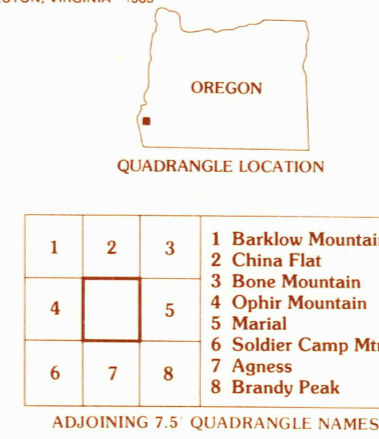 VIRGINIA
OREGON
QUADRANGLE LOCATION
1 2 3
4 5
6 7 8
1 Barklow Mountain
2 China Flat
3 Bone Mountain
4 Ophir Mountain
5 Marial
6 Soldier Camp Mtn
7 Agness
8 Brandy Peak
ADJOINING 7.5' QUADRANGLE NAMES